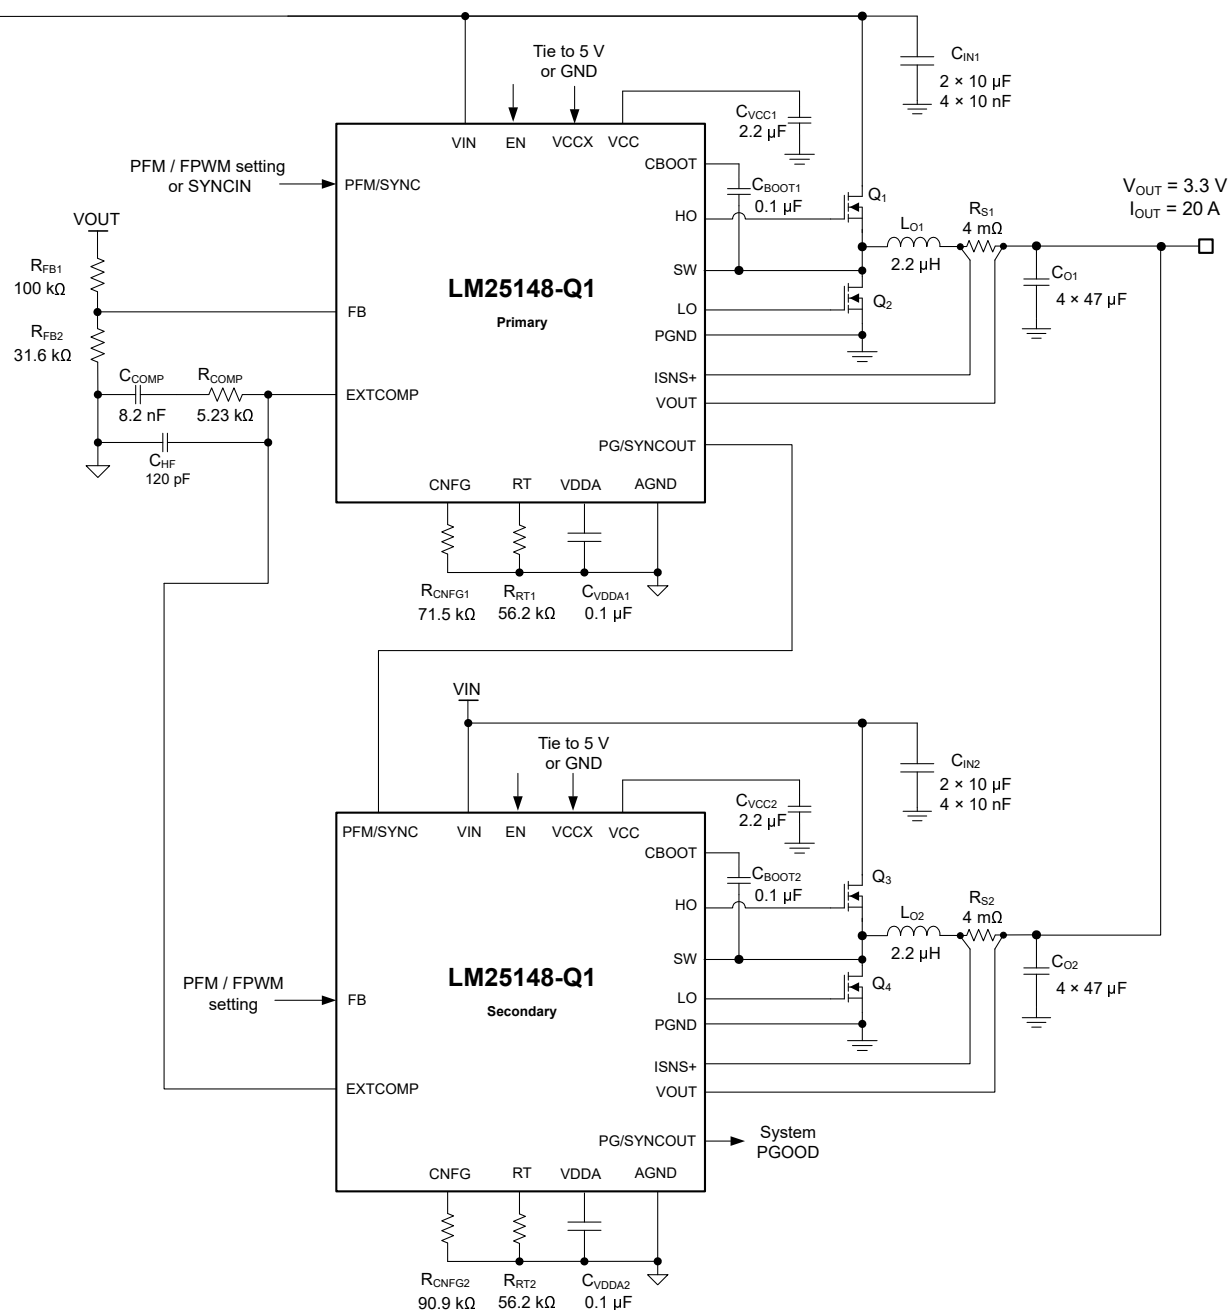 C_IN1
2 × 10 µF
4 × 10 nF
Tie to 5 V
or GND
C_VCC1
2.2 µF
VIN
EN
VCCX
VCC
CBOOT
PFM / FPWM setting
or SYNCIN
PFM/SYNC
C_BOOT1
0.1 µF
Q1
V_OUT = 3.3 V
I_OUT = 20 A
VOUT
HO
L_O1
2.2 µH
R_S1
4 mΩ
R_FB1
100 kΩ
SW
C_O1
4 × 47 µF
LM25148-Q1
Primary
FB
LO
Q2
PGND
R_FB2
31.6 kΩ
C_COMP
8.2 nF
R_COMP
5.23 kΩ
EXTCOMP
ISNS+
VOUT
C_HF
120 pF
PG/SYNCOUT
CNFG
RT
VDDA
AGND
R_CNFG1
71.5 kΩ
R_RT1
56.2 kΩ
C_VDDA1
0.1 µF
VIN
Tie to 5 V
or GND
C_IN2
2 × 10 µF
4 × 10 nF
C_VCC2
2.2 µF
PFM/SYNC
VIN
EN
VCCX
VCC
CBOOT
C_BOOT2
0.1 µF
Q3
HO
L_O2
2.2 µH
R_S2
4 mΩ
SW
C_O2
4 × 47 µF
LM25148-Q1
Secondary
PFM / FPWM
setting
FB
LO
Q4
PGND
ISNS+
EXTCOMP
VOUT
PG/SYNCOUT
System
PGOOD
CNFG
RT
VDDA
AGND
R_CNFG2
90.9 kΩ
R_RT2
56.2 kΩ
C_VDDA2
0.1 µF